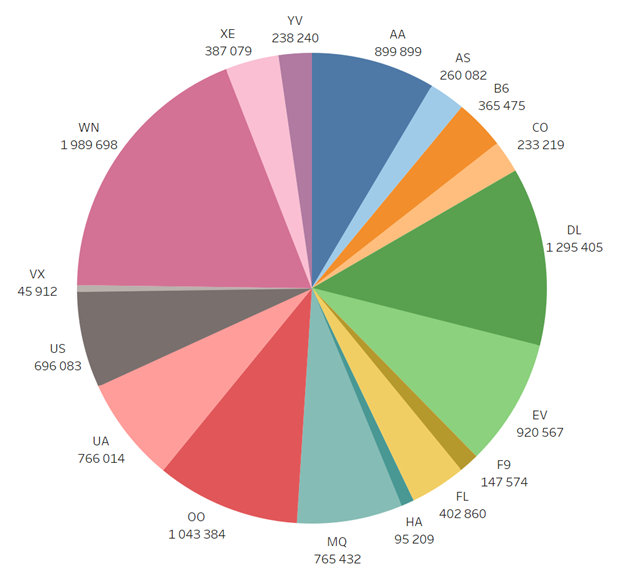 YV
238 240
AA
899 899
AS
260 082
B6
365 475
CO
233 219
DL
1 295 405
EV
920 567
F9
147 574
FL
402 860
HA
95 209
MQ
765 432
OO
1 043 384
UA
766 014
US
696 083
VX
45 912
WN
1 989 698
XE
387 079